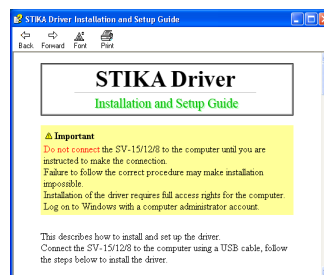 STIKA Driver Installation and Setup Guide
Back Forward Font Print
STIKA Driver
Installation and Setup Guide
Important
Do not connect the SV-15/12/8 to the computer until you are
instructed to make the connection.
Failure to follow the correct procedure may make installation
impossible.
Installation of the driver requires full access rights for the computer.
Log on to Windows with a computer administrator account.
This describes how to install and set up the driver.
Connect the SV-15/12/8 to the computer using a USB cable, follow
the steps below to install the driver.